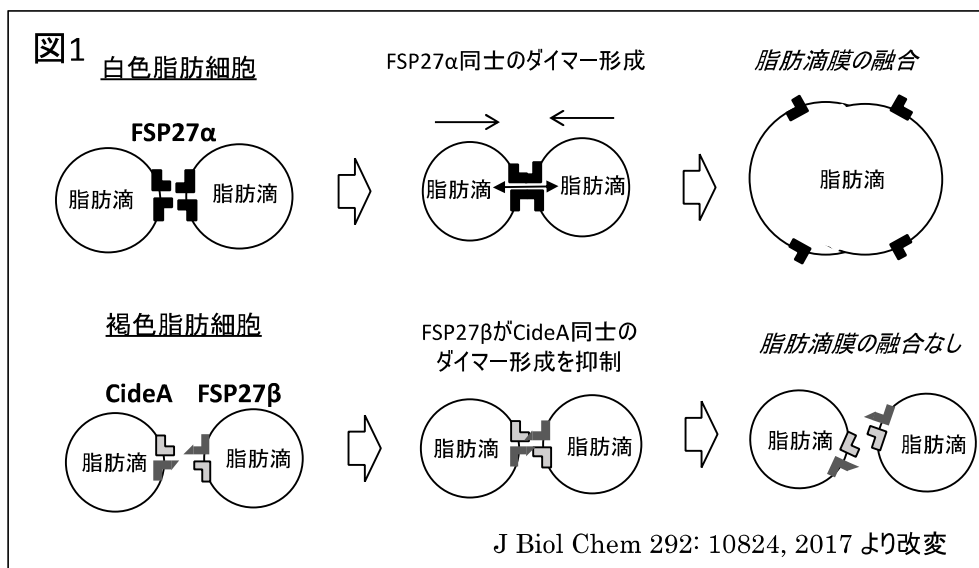 図1
白色脂肪細胞
FSP27α同士のダイマー形成
脂肪滴膜の融合
FSP27α
脂肪滴
脂肪滴
脂肪滴
脂肪滴
脂肪滴
褐色脂肪細胞
FSP27βがCideA同士の
ダイマー形成を抑制
脂肪滴膜の融合なし
CideA
FSP27β
脂肪滴
脂肪滴
脂肪滴
脂肪滴
脂肪滴
脂肪滴
J Biol Chem 292: 10824, 2017 より改変